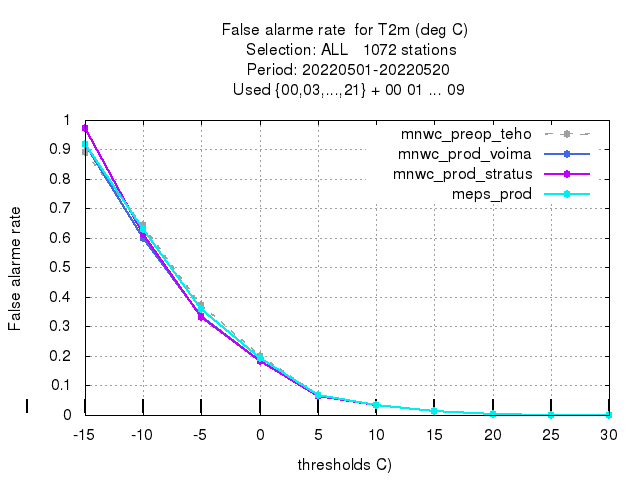 False alarme rate  for T2m (deg C)
Selection: ALL   1072 stations
Period: 20220501-20220520
Used {00,03,...,21} + 00 01 ... 09
mnwc_preop_teho
mnwc_prod_voima
mnwc_prod_stratus
meps_prod
False alarme rate
1
0.9
0.8
0.7
0.6
0.5
0.4
0.3
0.2
0.1
0
-15 -10 -5 0 5 10 15 20 25 30
thresholds C)